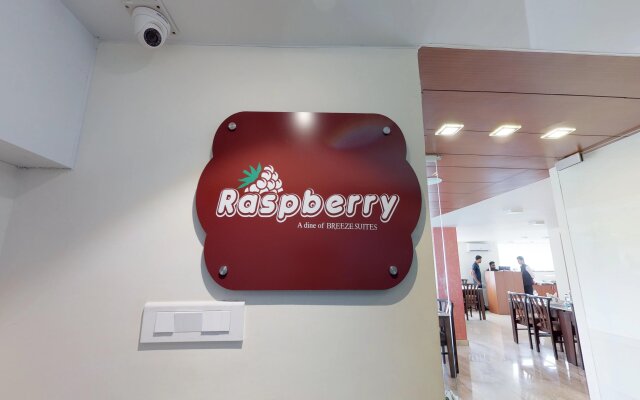 Raspberry
A dine of BREEZE SUITES